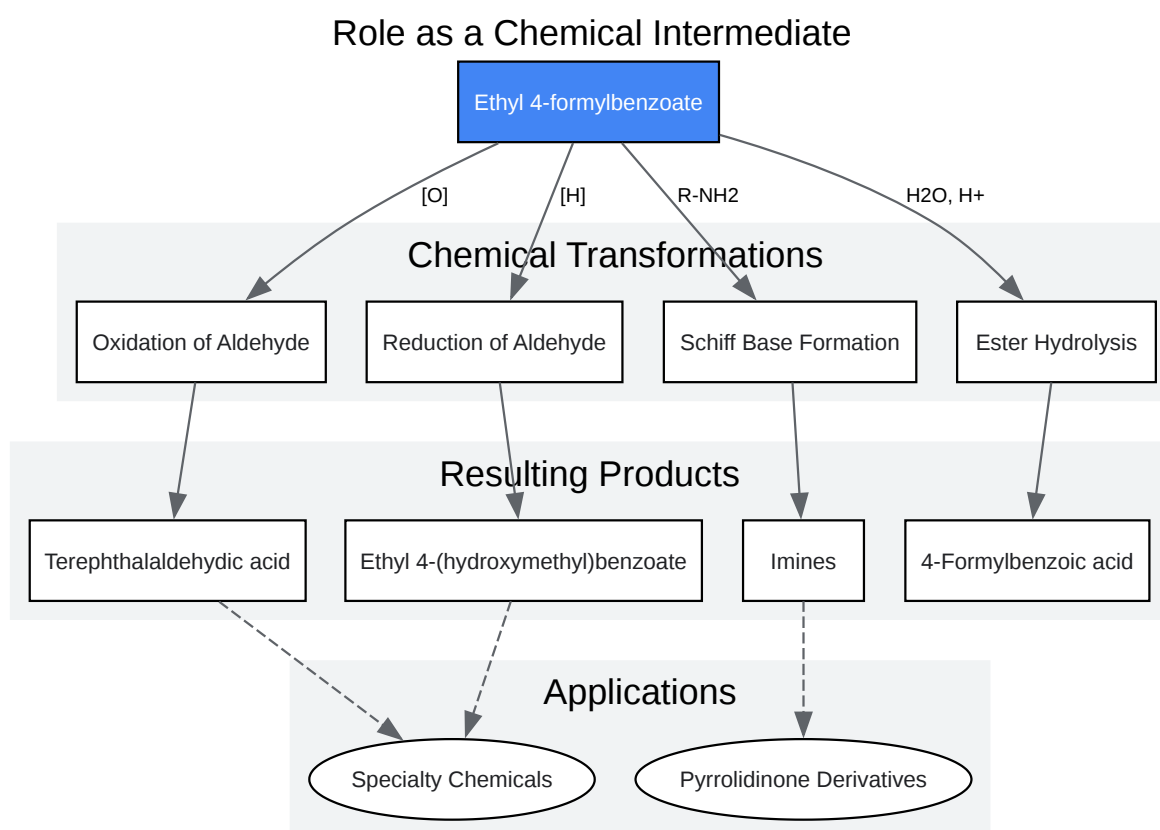 Role as a Chemical Intermediate
Ethyl 4-formylbenzoate
[O]
[H]
R-NH2
H2O, H+
Chemical Transformations
Oxidation of Aldehyde
Reduction of Aldehyde
Schiff Base Formation
Ester Hydrolysis
Resulting Products
Terephthalaldehydic acid
Ethyl 4-(hydroxymethyl)benzoate
Imines
4-Formylbenzoic acid
Applications
Specialty Chemicals
Pyrrolidinone Derivatives